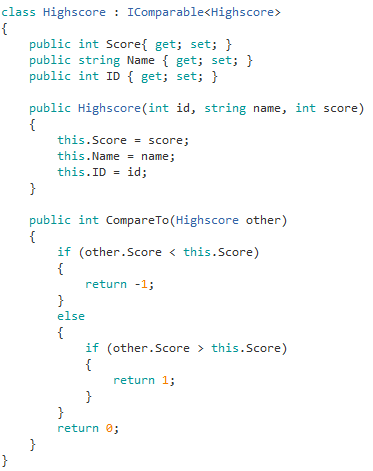 class Highscore : IComparable<Highscore>
{
    public int Score{ get; set; }
    public string Name { get; set; }
    public int ID { get; set; }

    public Highscore(int id, string name, int score)
    {
        this.Score = score;
        this.Name = name;
        this.ID = id;
    }

    public int CompareTo(Highscore other)
    {
        if (other.Score < this.Score)
        {
            return -1;
        }
        else
        {
            if (other.Score > this.Score)
            {
                return 1;
            }
        }
        return 0;
    }
}